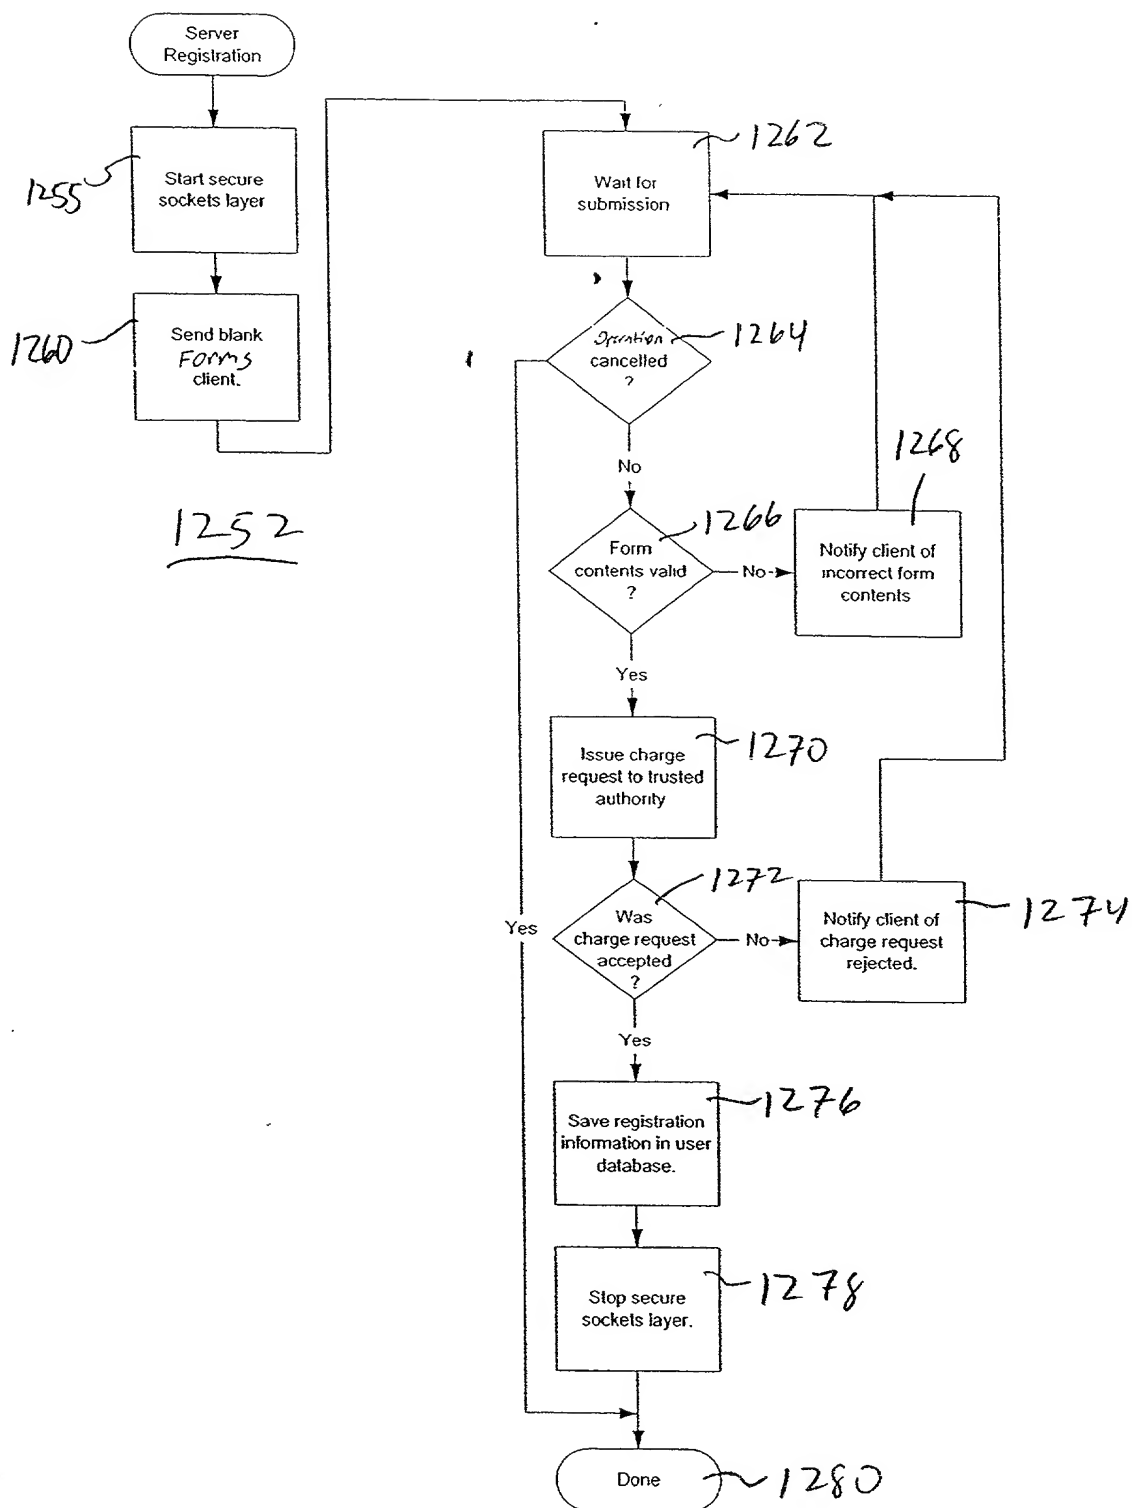 Server
Registration
1255
Start secure
sockets layer
1260
Send blank
Forms
client.
1252
1262
Wait for
submission
1264
Operation
cancelled
?
No
1266
Form
contents valid
?
No
1268
Notify client of
incorrect form
contents
Yes
1270
Issue charge
request to trusted
authority
1272
Was
charge request
accepted
?
No
1274
Notify client of
charge request
rejected.
Yes
Yes
1276
Save registration
information in user
database.
1278
Stop secure
sockets layer.
Done
1280